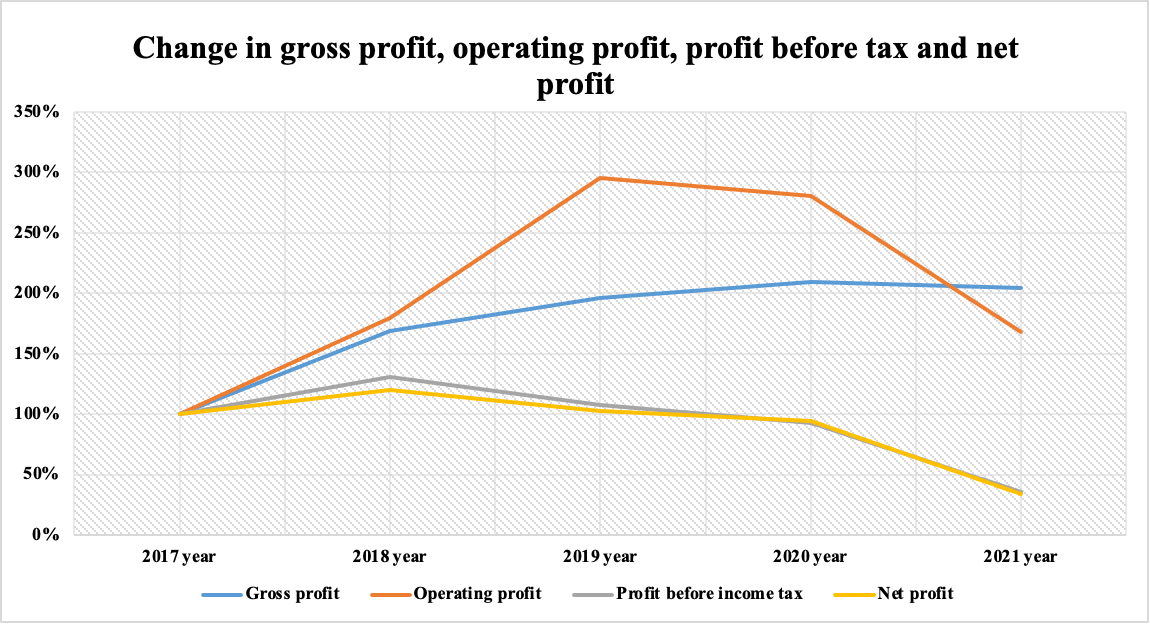 Change in gross profit, operating profit, profit before tax and net
profit
350%
300%
250%
200%
150%
100%
50%
0%
2017 year 2018 year 2019 year 2020 year 2021 year
Gross profit Operating profit Profit before income tax Net profit